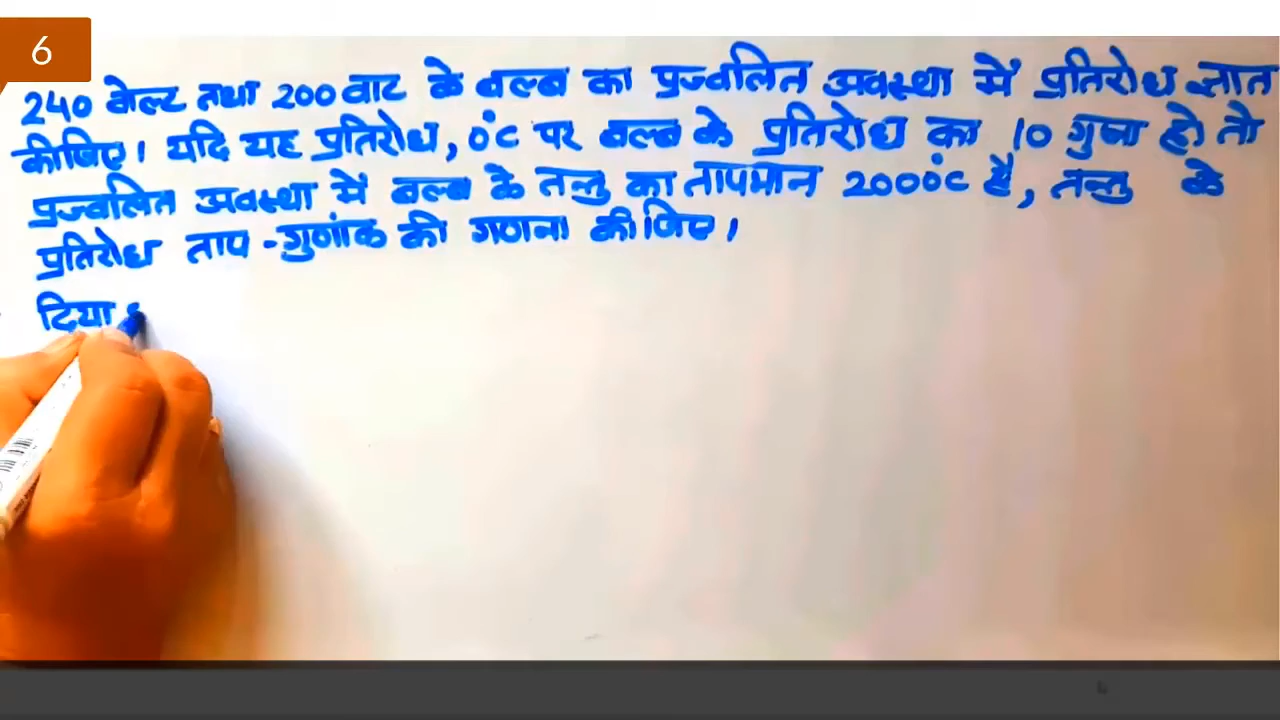 6
240 वोल्ट तथा 200 वाट के बल्ब का प्रज्वलित अवस्था में प्रतिरोध ज्ञात
कीजिए। यदि यह प्रतिरोध, 0°C पर बल्ब के प्रतिरोध का 10 गुना हो तो
प्रज्वलित अवस्था में बल्ब के तन्तु का तापमान 2000°C है, तन्तु के
प्रतिरोध ताप-गुणांक की गणना कीजिए।
दिया